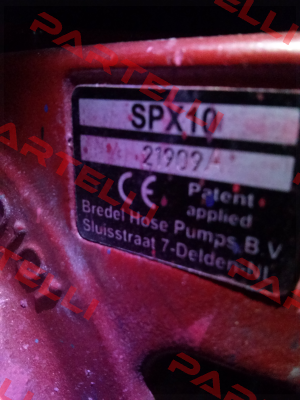 SPX10
21909
CE Patent
applied
Bredel Hose Pumps B.V.
Sluisstraat 7-Delden-NL
PARTELLI